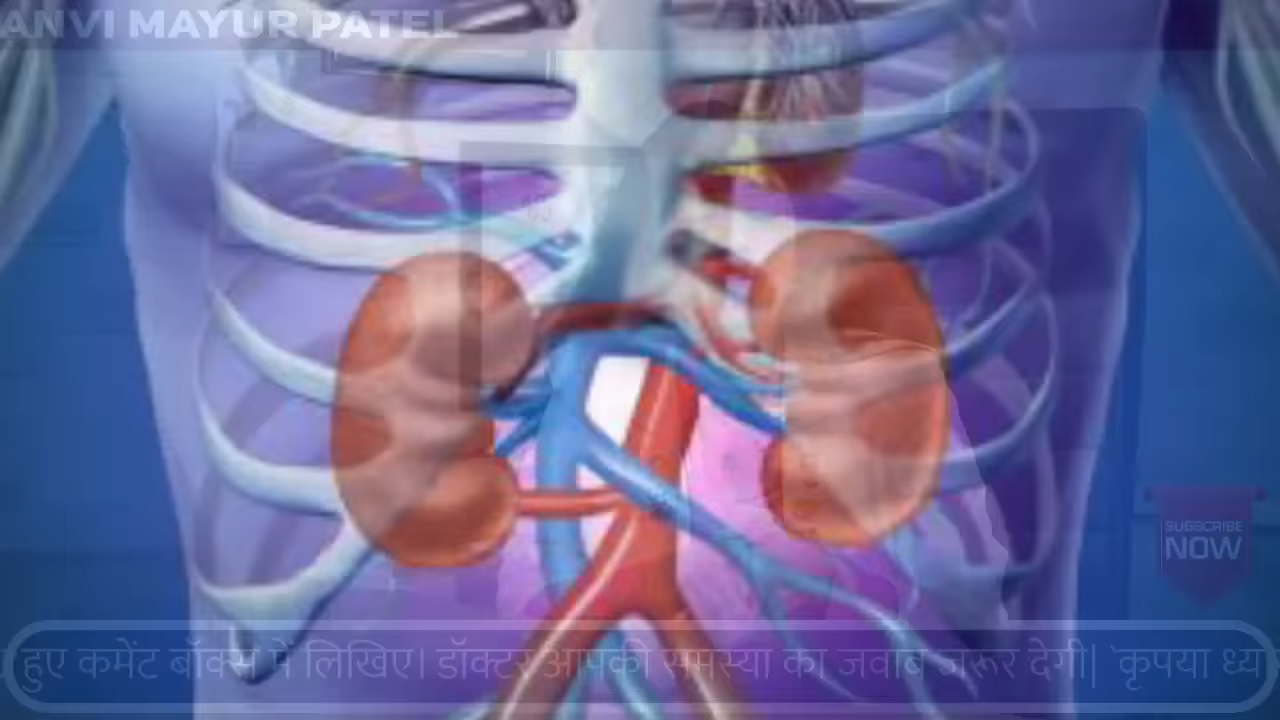 ANVI MAYUR PATEL
SUBSCRIBE
NOW
हुए कमेंट बॉक्स मे लिखिए। डॉक्टर आपकी समस्या का जवाब जरूर देगी| कृपया